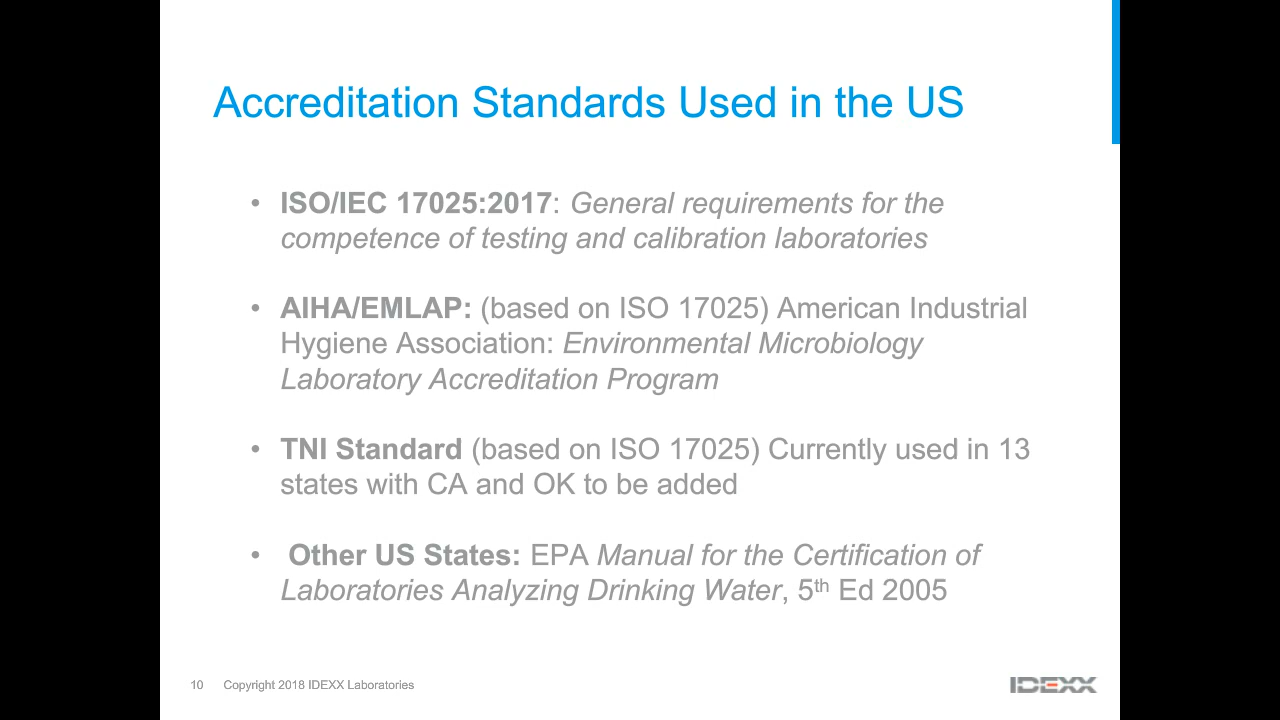 Accreditation Standards Used in the US
• ISO/IEC 17025:2017: General requirements for the
competence of testing and calibration laboratories
• AIHA/EMLAP: (based on ISO 17025) American Industrial
Hygiene Association: Environmental Microbiology
Laboratory Accreditation Program
• TNI Standard (based on ISO 17025) Currently used in 13
states with CA and OK to be added
• Other US States: EPA Manual for the Certification of
Laboratories Analyzing Drinking Water, 5th Ed 2005
10 Copyright 2018 IDEXX Laboratories
IDEXX